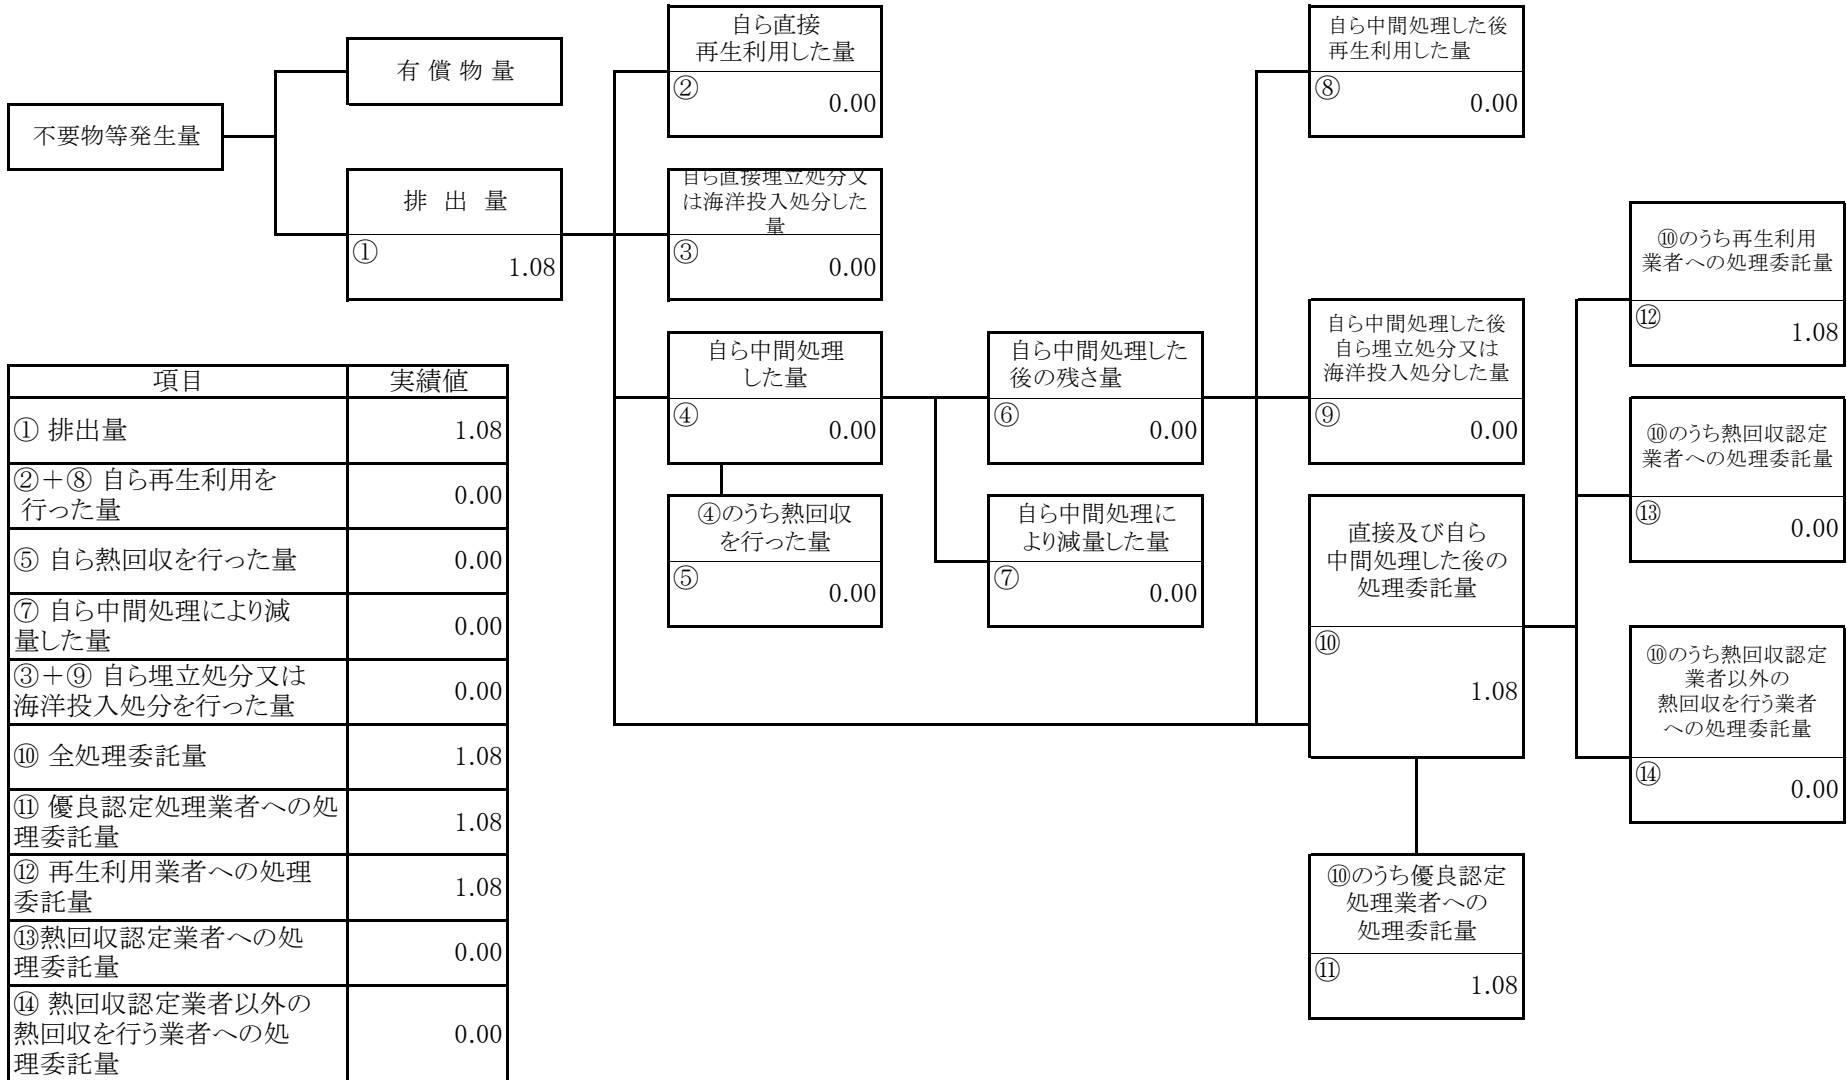 不要物等発生量
有 償 物 量
排 出 量
①
1.08
自ら直接
再生利用した量
②
0.00
自ら直接埋立処分又
は海洋投入処分した
量
③
0.00
自ら中間処理
した量
④
0.00
④のうち熱回収
を行った量
⑤
0.00
自ら中間処理した
後の残さ量
⑥
0.00
自ら中間処理に
より減量した量
⑦
0.00
自ら中間処理した後
再生利用した量
⑧
0.00
自ら中間処理した後
自ら埋立処分又は
海洋投入処分した量
⑨
0.00
直接及び自ら
中間処理した後の
処理委託量
⑩
1.08
⑩のうち優良認定
処理業者への
処理委託量
⑪
1.08
⑩のうち再生利用
業者への処理委託量
⑫
1.08
⑩のうち熱回収認定
業者への処理委託量
⑬
0.00
⑩のうち熱回収認定
業者以外の
熱回収を行う業者
への処理委託量
⑭
0.00
項目 実績値
① 排出量 1.08
②＋⑧ 自ら再生利用を
行った量 0.00
⑤ 自ら熱回収を行った量 0.00
⑦ 自ら中間処理により減
量した量 0.00
③＋⑨ 自ら埋立処分又は
海洋投入処分を行った量 0.00
⑩ 全処理委託量 1.08
⑪ 優良認定処理業者への処
理委託量 1.08
⑫ 再生利用業者への処理
委託量 1.08
⑬熱回収認定業者への処
理委託量 0.00
⑭ 熱回収認定業者以外の
熱回収を行う業者への処
理委託量 0.00